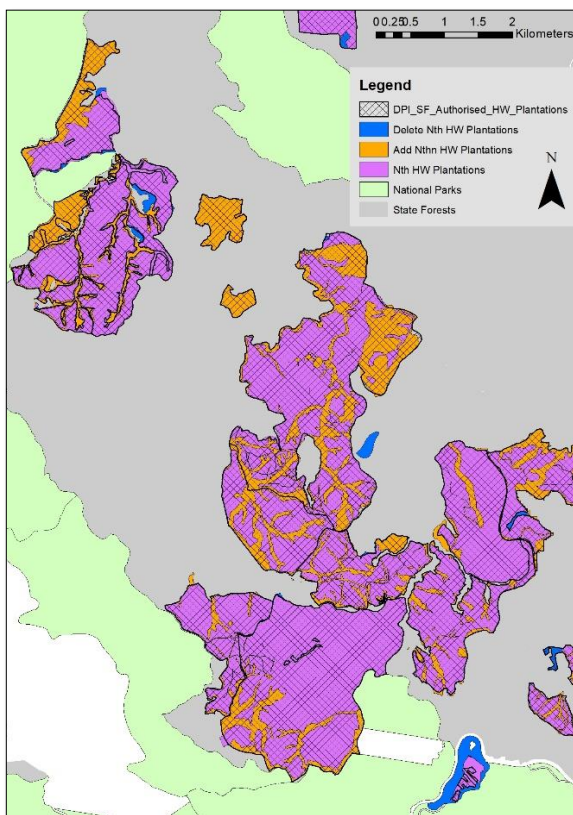 0 0.25 0.5 1 1.5 2
Kilometers
Legend
DPI_SF_Authorised_HW_Plantations
Delete Nth HW Plantations
Add Nthn HW Plantations
Nth HW Plantations
National Parks
State Forests
N